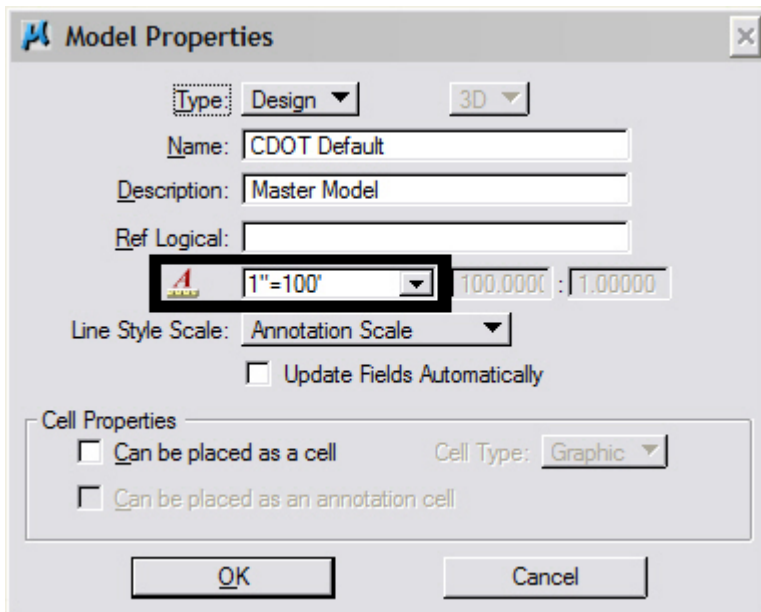 Model Properties
Type: Design 3D
Name: CDOT Default
Description: Master Model
Ref Logical:
A 1"=100' 100.000( : 1.00000
Line Style Scale: Annotation Scale
Update Fields Automatically
Cell Properties
Can be placed as a cell Cell Type: Graphic
Can be placed as an annotation cell
OK Cancel